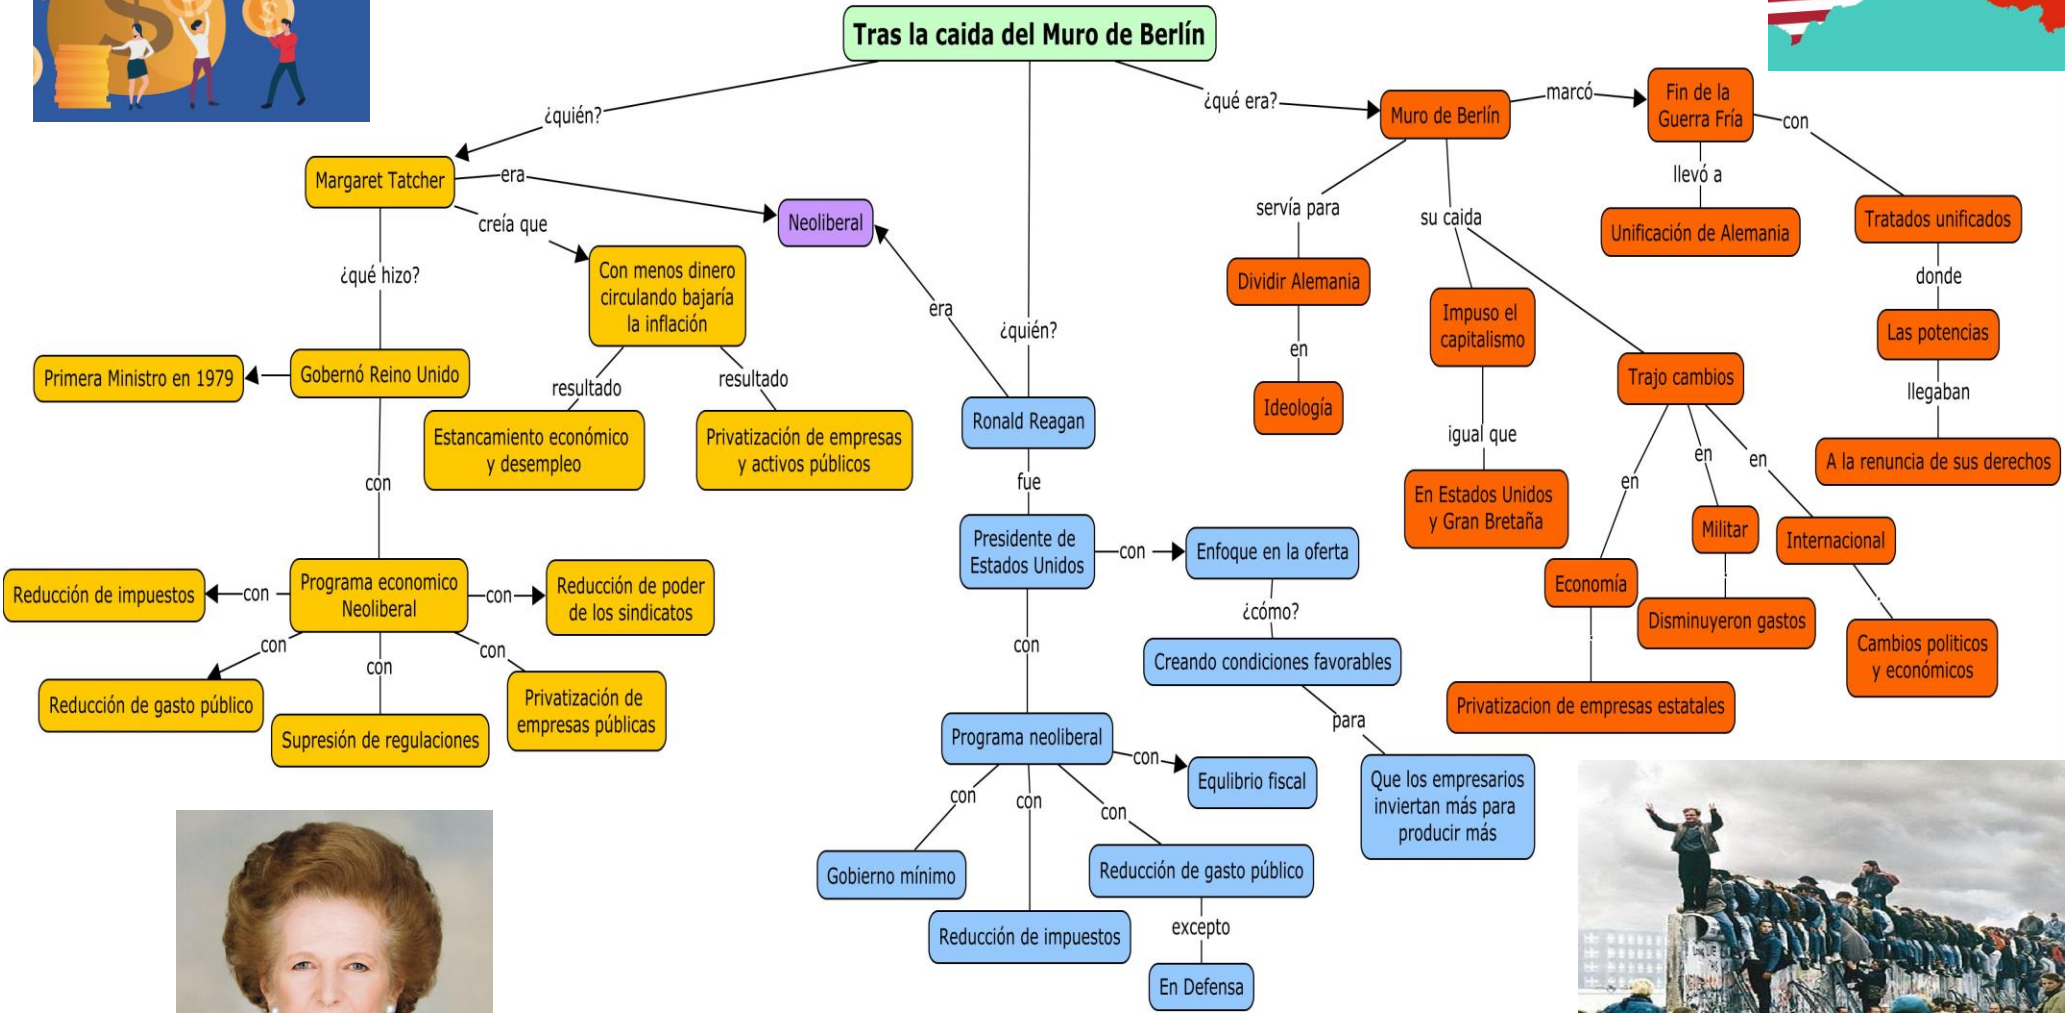 Tras la caida del Muro de Berlín
¿quién?
Margaret Tatcher
era
Neoliberal
creía que
Con menos dinero
circulando bajaría
la inflación
resultado
Estancamiento económico
y desempleo
resultado
Privatización de empresas
y activos públicos
¿qué hizo?
Gobernó Reino Unido
Primera Ministro en 1979
con
Programa economico
Neoliberal
con
Reducción de impuestos
con
Reducción de poder
de los sindicatos
con
Reducción de gasto público
con
Supresión de regulaciones
con
Privatización de
empresas públicas
¿quién?
Ronald Reagan
era
fue
Presidente de
Estados Unidos
con
Enfoque en la oferta
¿cómo?
Creando condiciones favorables
para
Que los empresarios
inviertan más para
producir más
con
Programa neoliberal
con
Equlibrio fiscal
con
Gobierno mínimo
con
Reducción de impuestos
con
Reducción de gasto público
excepto
En Defensa
¿qué era?
Muro de Berlín
marcó
Fin de la
Guerra Fría
llevó a
Unificación de Alemania
con
Tratados unificados
donde
Las potencias
llegaban
A la renuncia de sus derechos
servía para
Dividir Alemania
en
Ideología
su caida
Impuso el
capitalismo
igual que
En Estados Unidos
y Gran Bretaña
Trajo cambios
en
Economía
:
Privatizacion de empresas estatales
en
Militar
:
Disminuyeron gastos
en
Internacional
:
Cambios politicos
y económicos